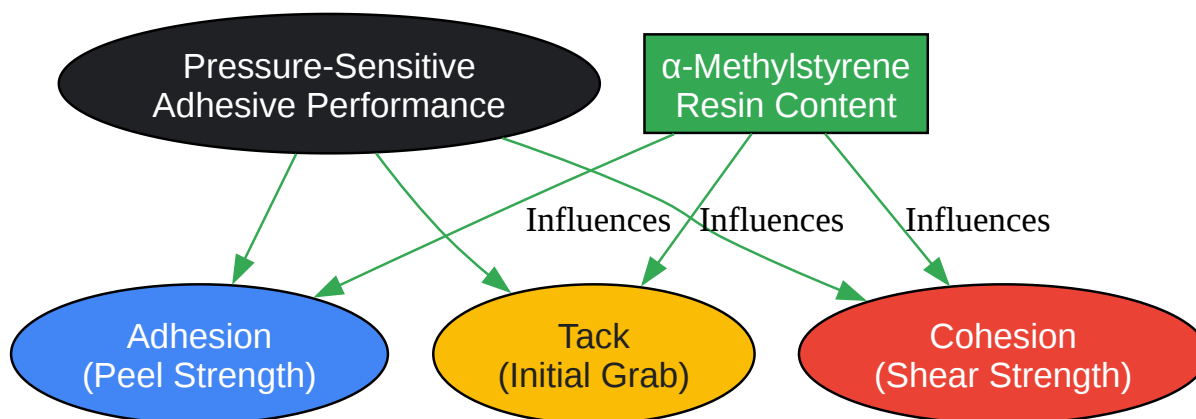 Pressure-Sensitive
Adhesive Performance
α-Methylstyrene
Resin Content
Influences
Influences
Influences
Adhesion
(Peel Strength)
Tack
(Initial Grab)
Cohesion
(Shear Strength)